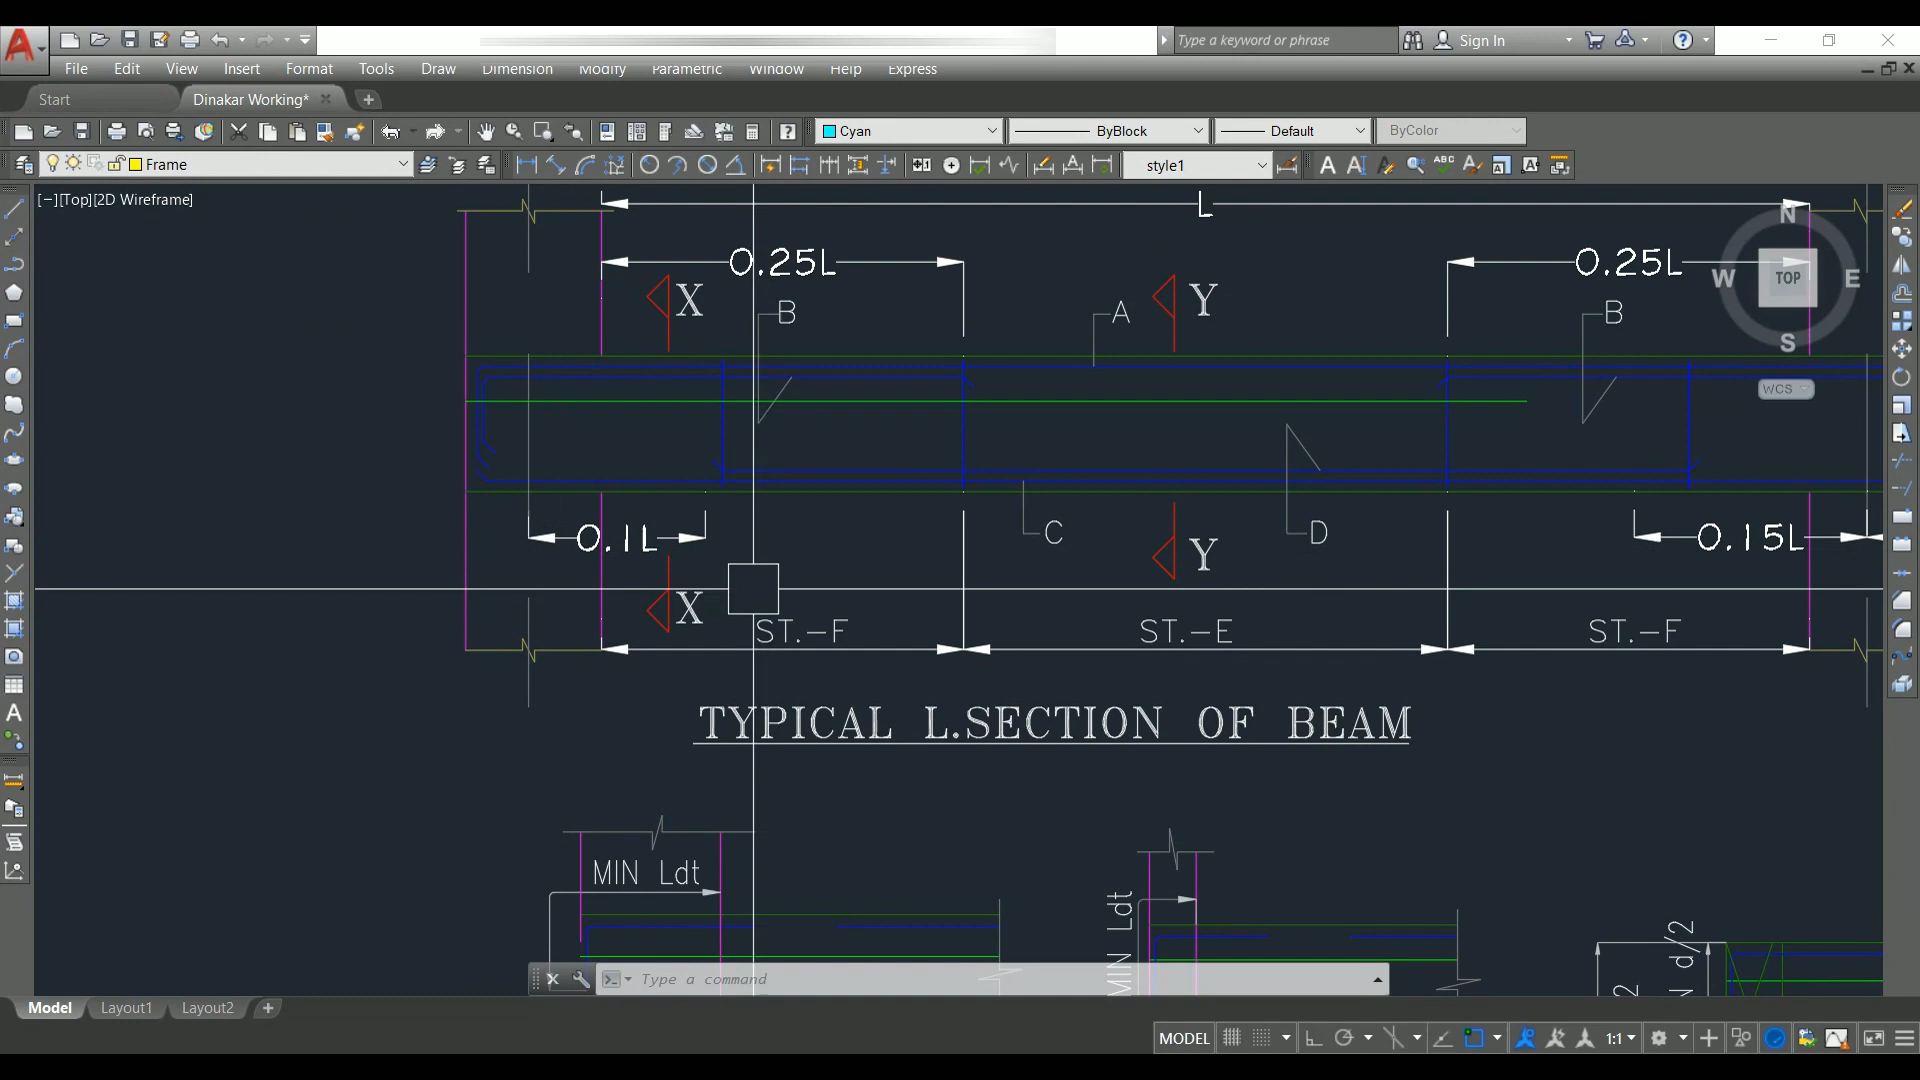 Type a keyword or phrase
Sign In
File Edit View Insert Format Tools Draw Dimension Modify Parametric Window Help Express
Start
Dinakar Working*
Cyan
ByBlock
Default
ByColor
Frame
style1
[−][Top][2D Wireframe]
L
0.25L
0.25L
X
B
A
Y
B
N
W
TOP
E
S
WCS
0.1L
C
D
0.15L
Y
X
ST.-F
ST.-E
ST.-F
TYPICAL L.SECTION OF BEAM
MIN Ldt
MIN Ldt
d/2
N
2
Type a command
Model
Layout1
Layout2
MODEL
1:1